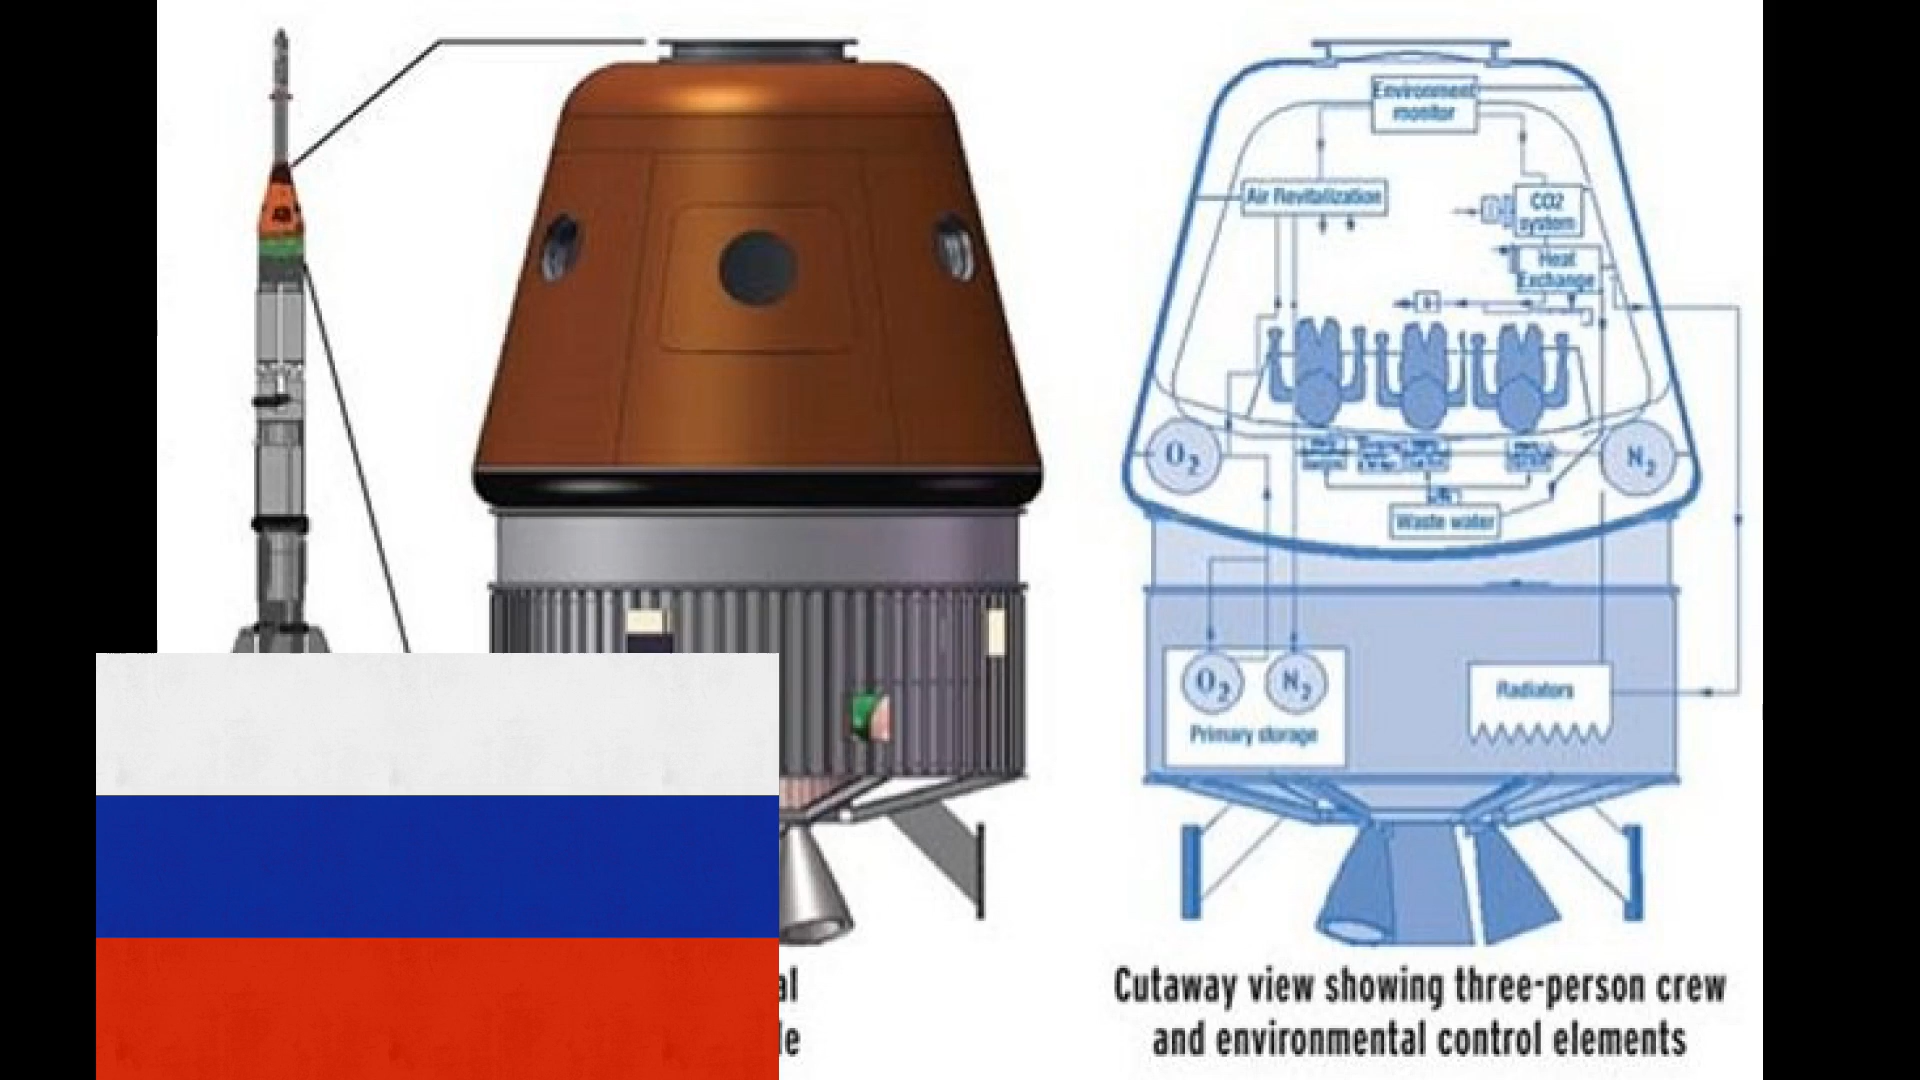 Environment
monitor
Air Revitalization
CO2
system
Heat
Exchange
O2
N2
Waste water
O2
N2
Primary storage
Radiators
al
le
Cutaway view showing three-person crew
and environmental control elements